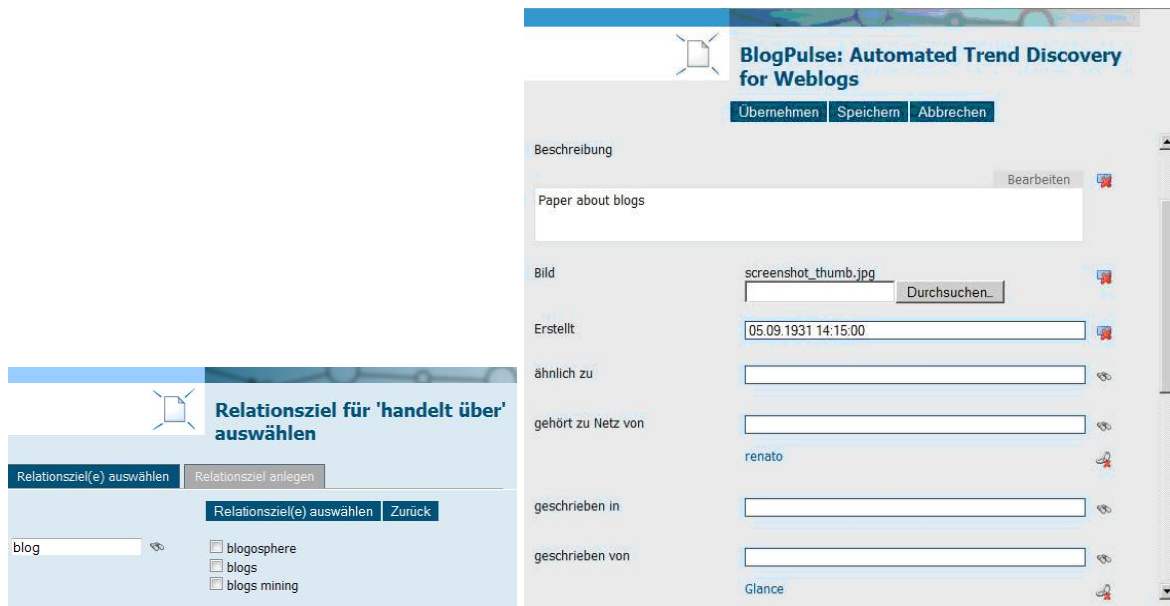 Relationsziel für 'handelt über'
auswählen
Relationsziel(e) auswählen
Relationsziel anlegen
Relationsziel(e) auswählen
Zurück
blog
blogosphere
blogs
blogs mining
BlogPulse: Automated Trend Discovery
for Weblogs
Übernehmen
Speichern
Abbrechen
Beschreibung
Bearbeiten
Paper about blogs
Bild
screenshot_thumb.jpg
Durchsuchen...
Erstellt
05.09.1931 14:15:00
ähnlich zu
gehört zu Netz von
renato
geschrieben in
geschrieben von
Glance